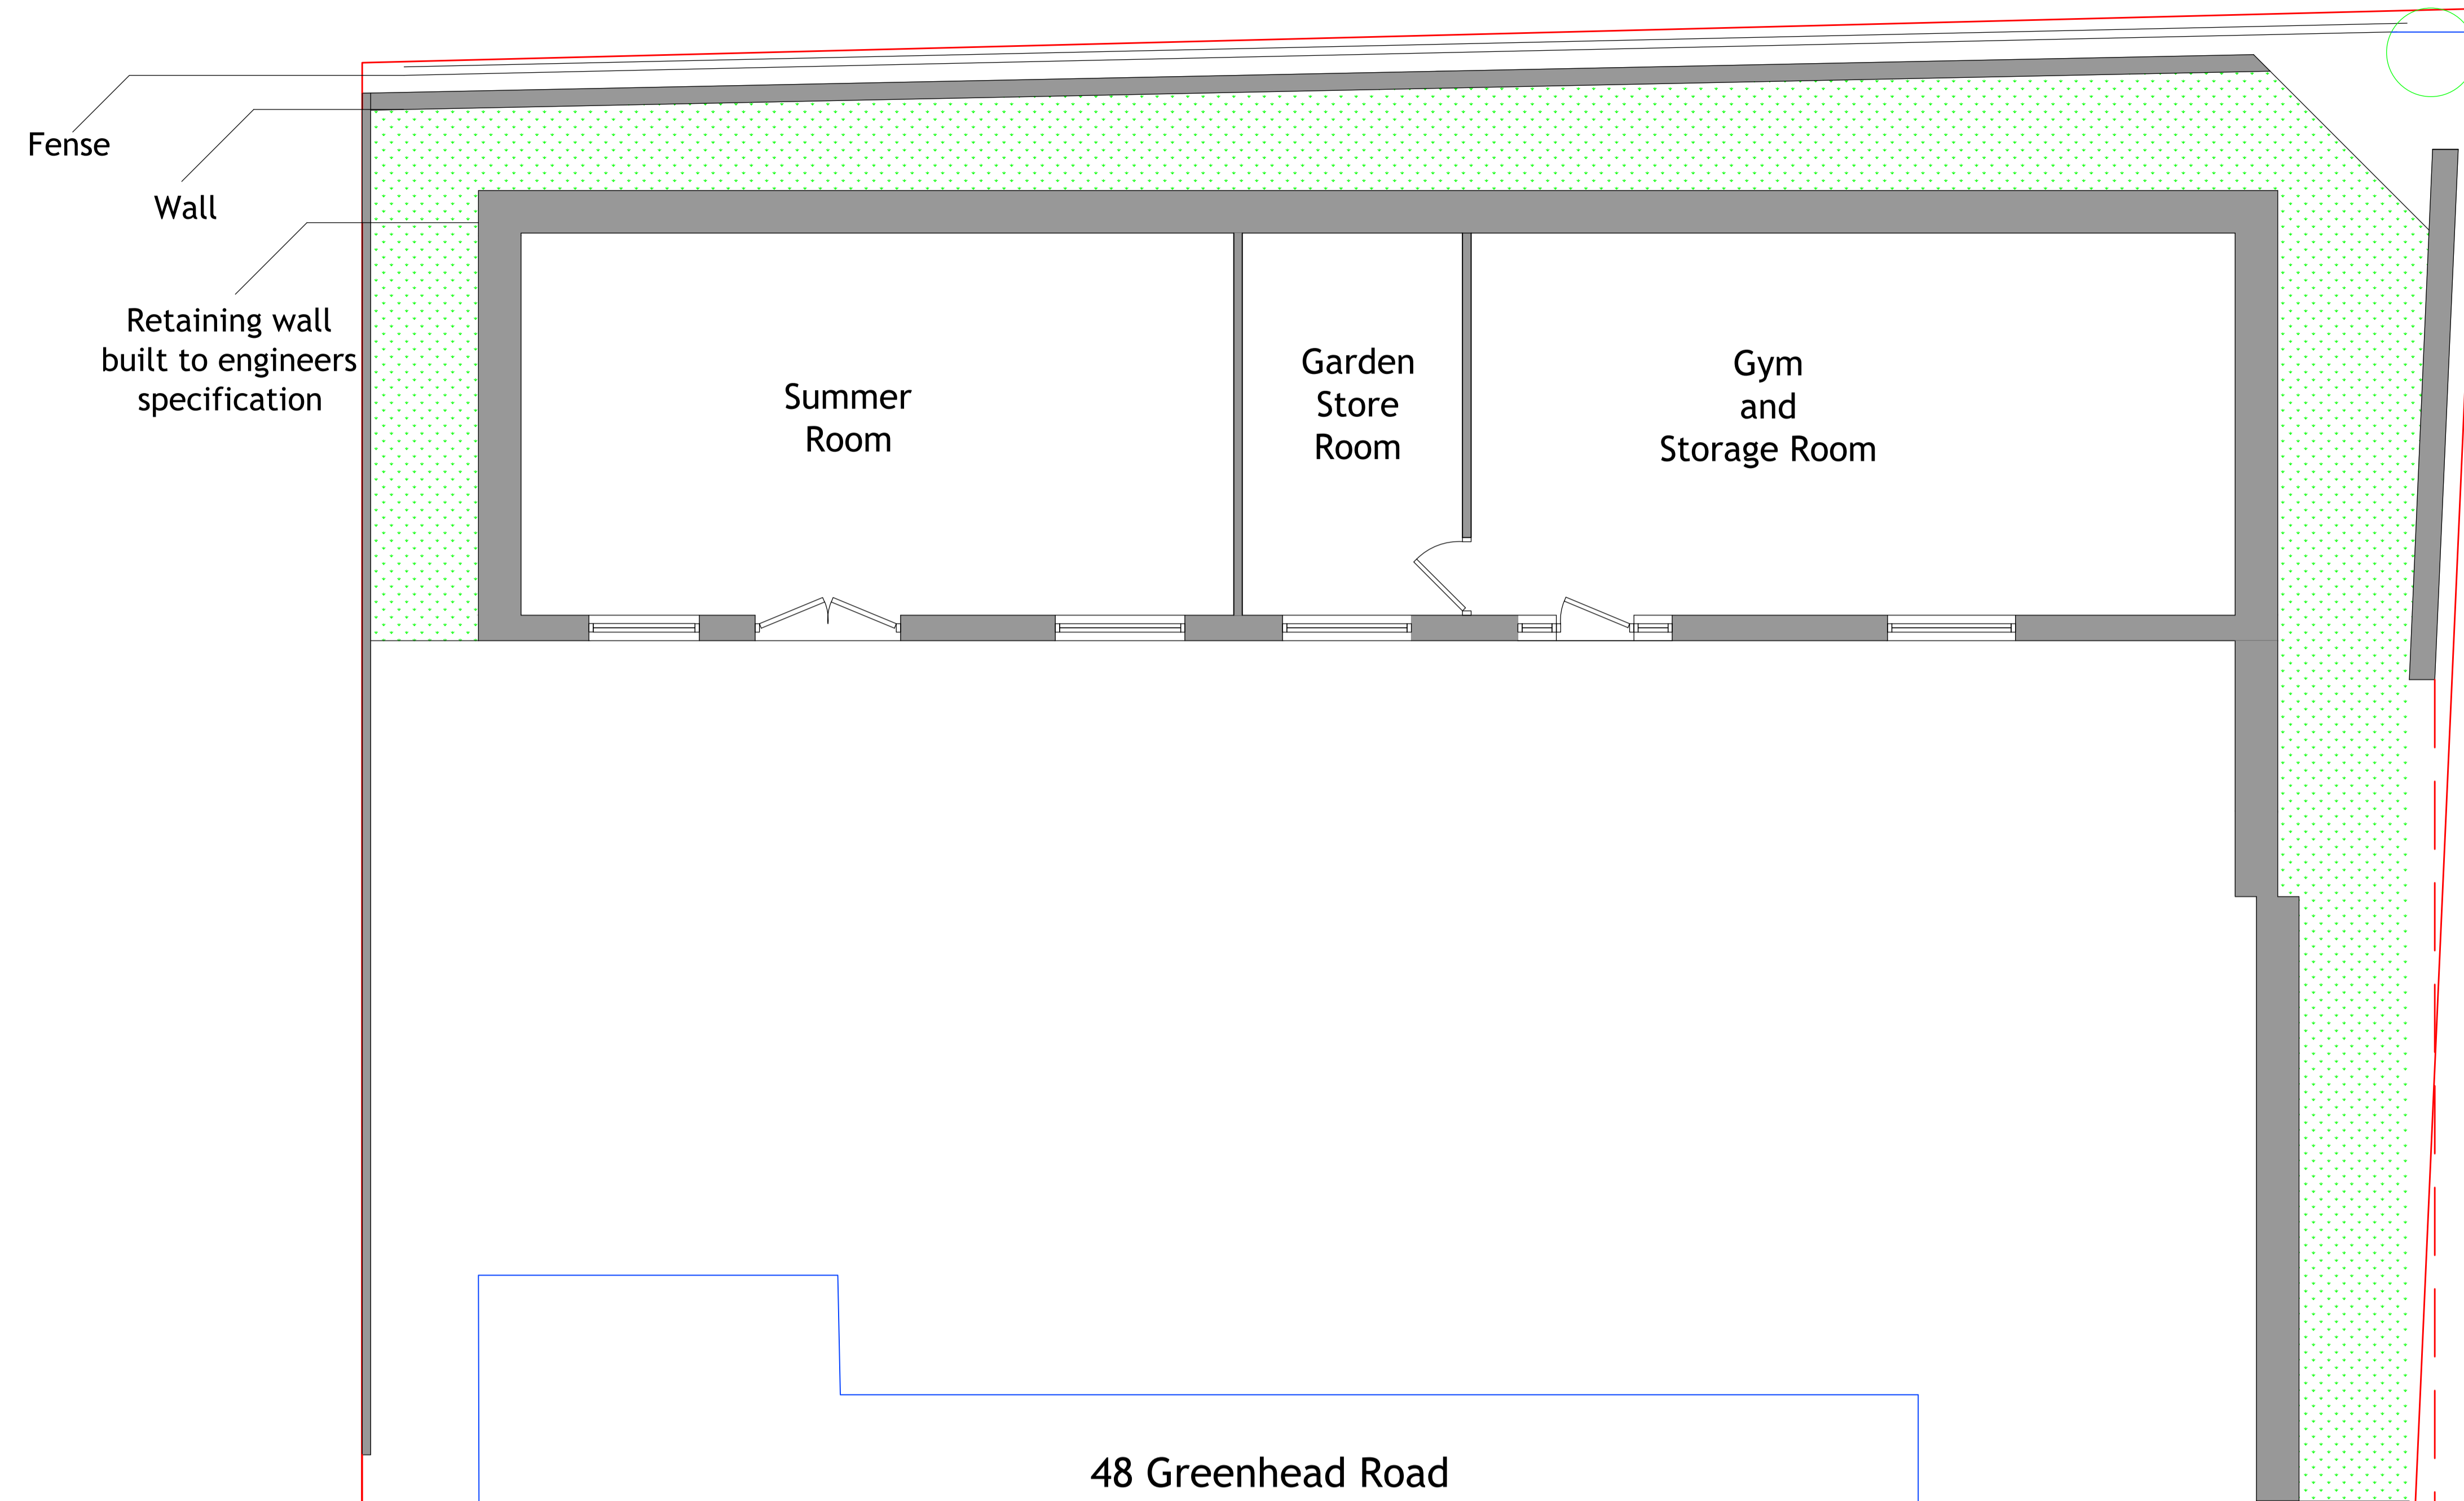 Fense
Wall
Retaining wall
built to engineers
specification
Summer
Room
Garden
Store
Room
Gym
and
Storage Room
48 Greenhead Road